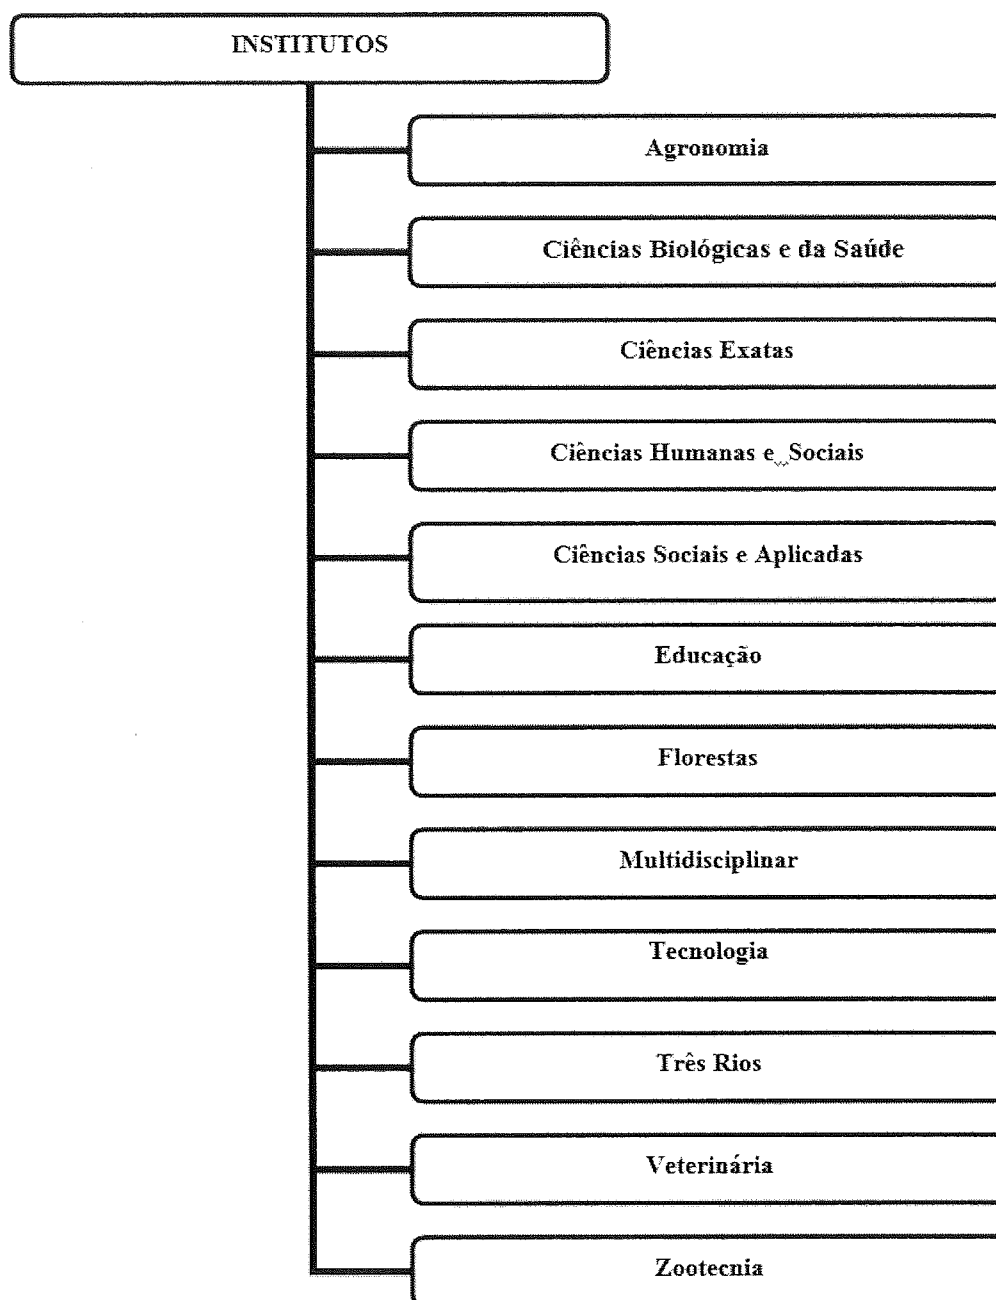 INSTITUTOS
Agronomia
Ciências Biológicas e da Saúde
Ciências Exatas
Ciências Humanas e Sociais
Ciências Sociais e Aplicadas
Educação
Florestas
Multidisciplinar
Tecnologia
Três Rios
Veterinária
Zootecnia